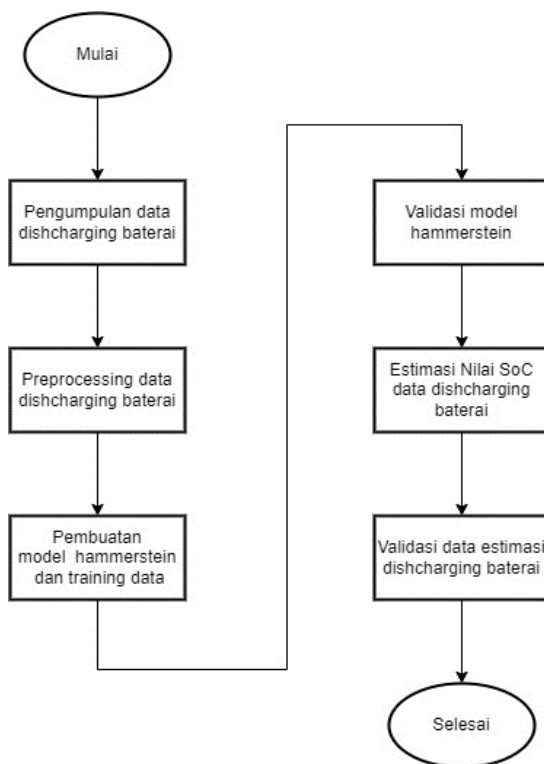 Mulai
Pengumpulan data
dishcharging baterai
Preprocessing data
dishcharging baterai
Pembuatan
model hammerstein
dan training data
Validasi model
hammerstein
Estimasi Nilai SoC
data dishcharging
baterai
Validasi data estimasi
dishcharging baterai
Selesai